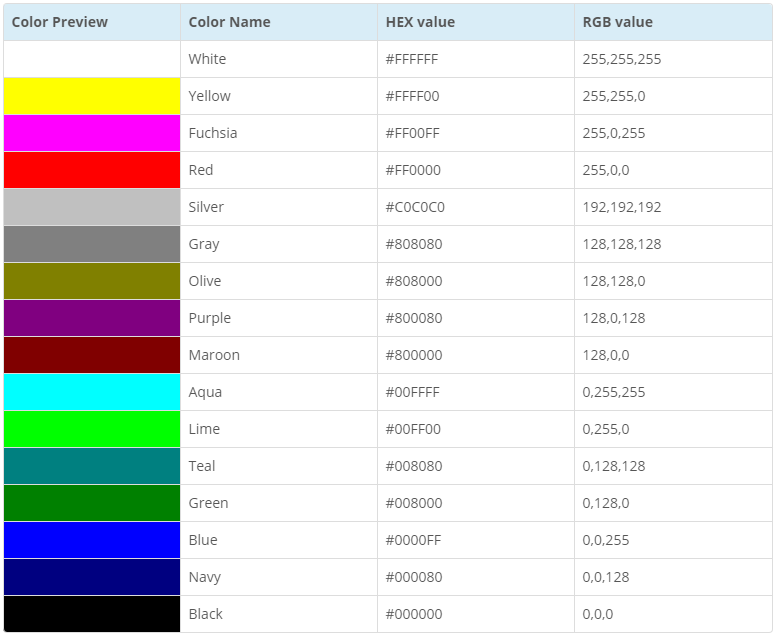 Color Preview Color Name HEX value RGB value
White #FFFFFF 255,255,255
Yellow #FFFF00 255,255,0
Fuchsia #FF00FF 255,0,255
Red #FF0000 255,0,0
Silver #C0C0C0 192,192,192
Gray #808080 128,128,128
Olive #808000 128,128,0
Purple #800080 128,0,128
Maroon #800000 128,0,0
Aqua #00FFFF 0,255,255
Lime #00FF00 0,255,0
Teal #008080 0,128,128
Green #008000 0,128,0
Blue #0000FF 0,0,255
Navy #000080 0,0,128
Black #000000 0,0,0